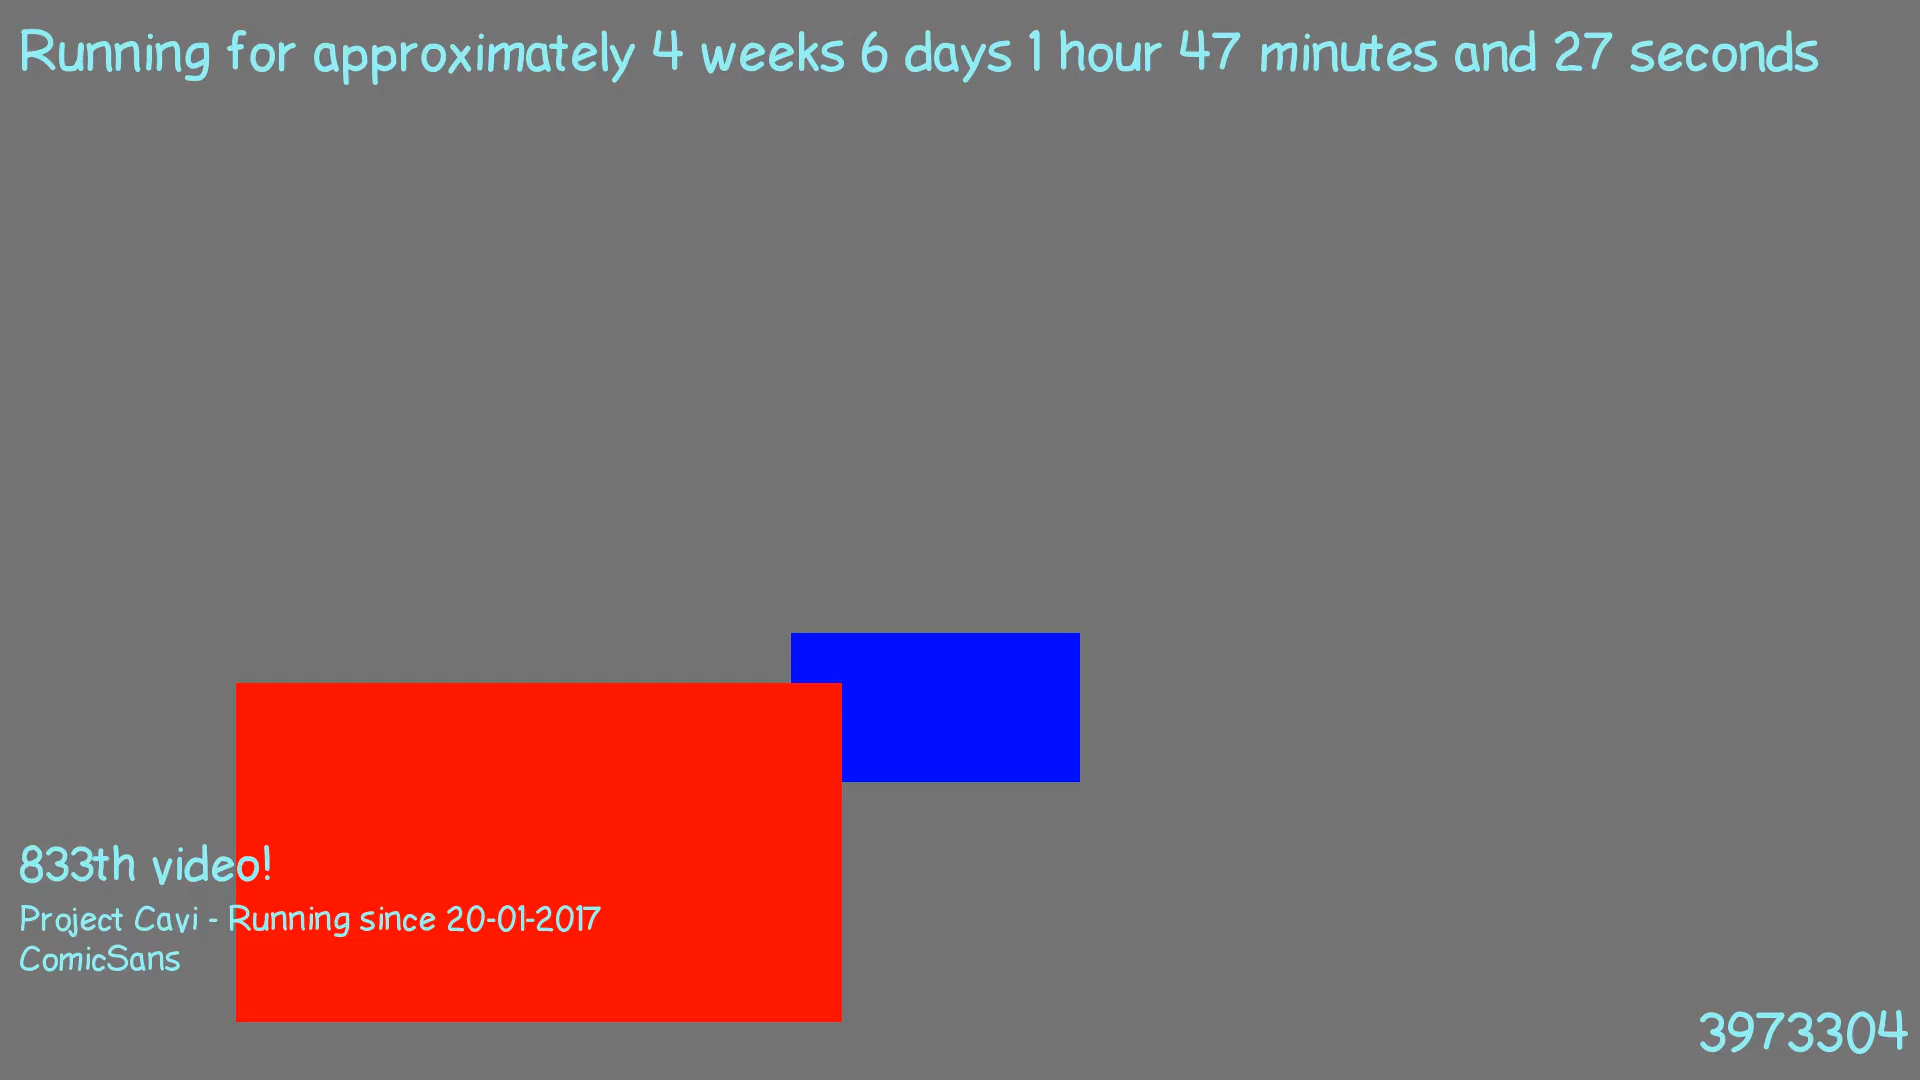 Running for approximately 4 weeks 6 days 1 hour 47 minutes and 27 seconds
833th video!
Project Cavi - Running since 20-01-2017
ComicSans
3973304